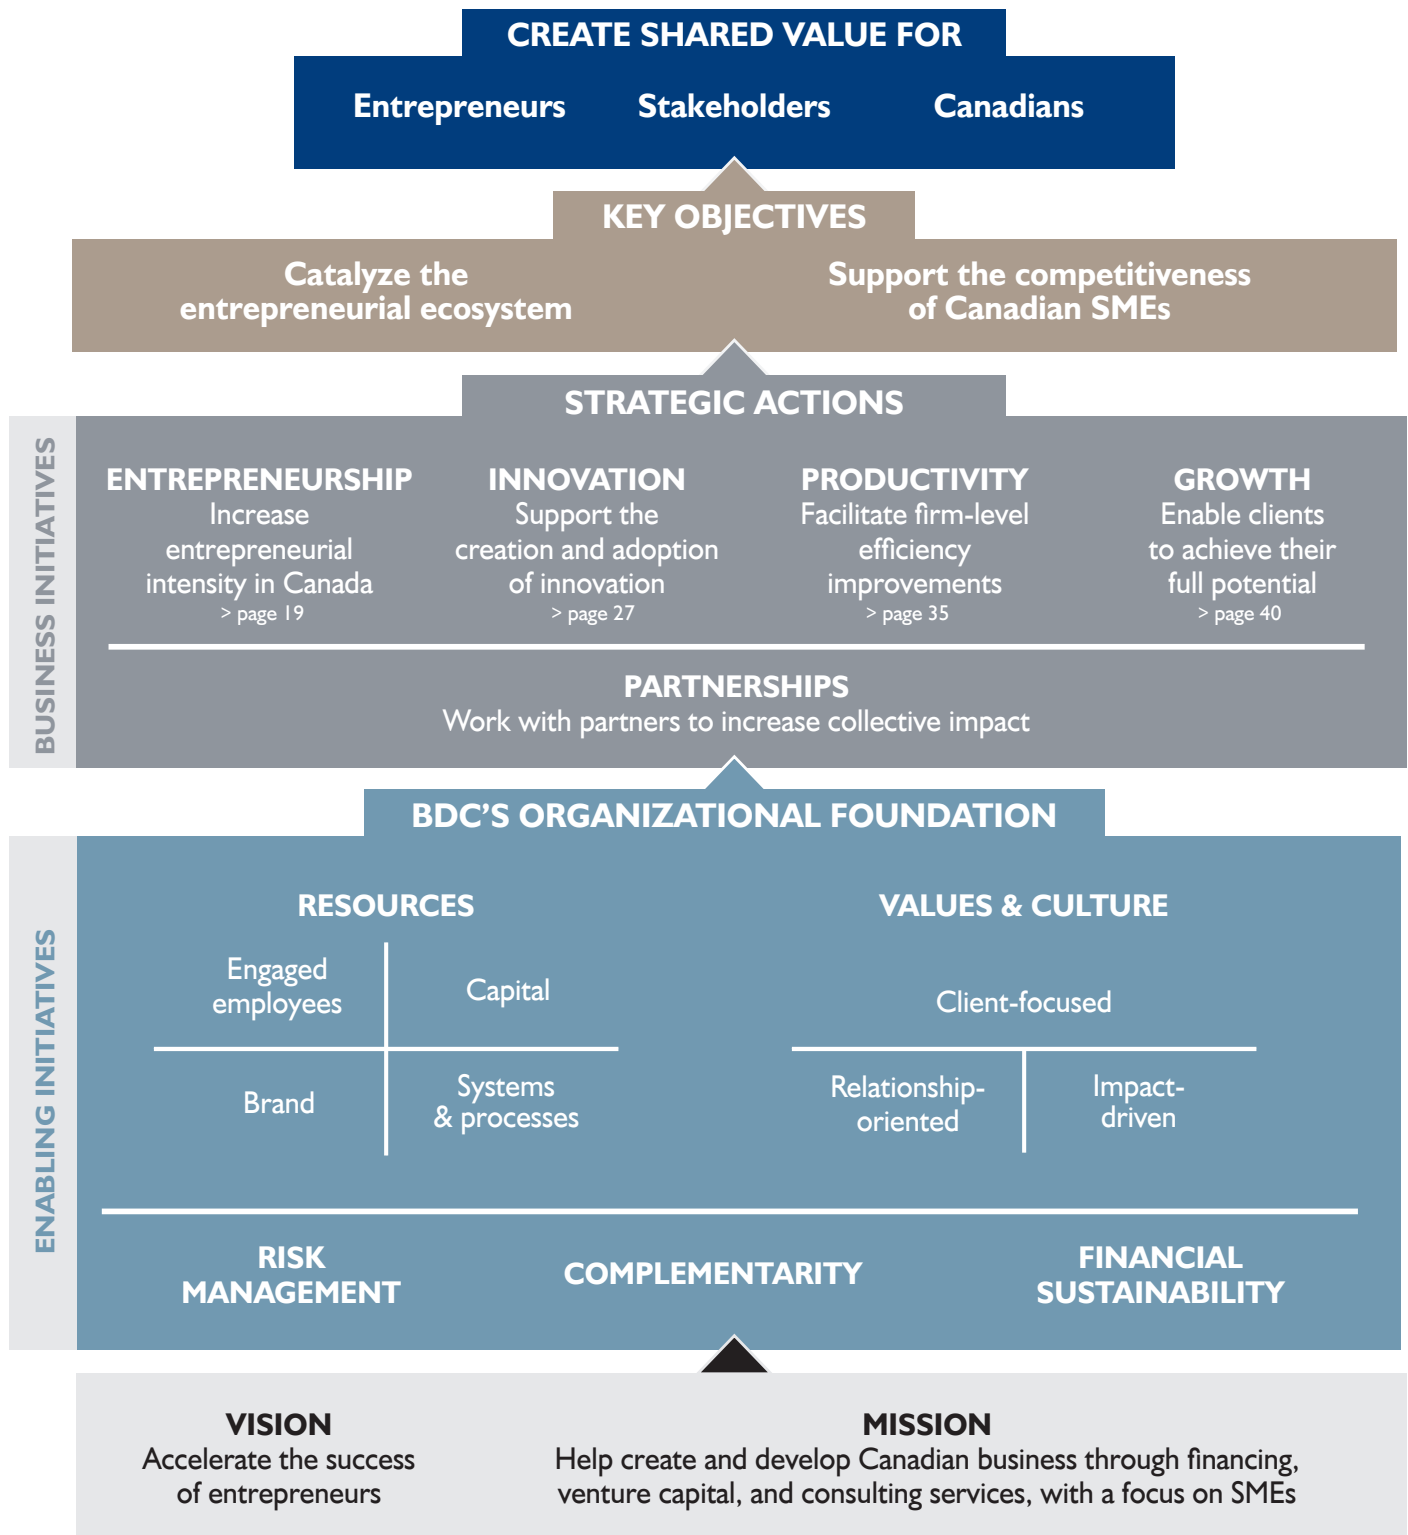 CREATE SHARED VALUE FOR
Entrepreneurs Stakeholders Canadians
KEY OBJECTIVES
Catalyze the
entrepreneurial ecosystem
Support the competitiveness
of Canadian SMEs
STRATEGIC ACTIONS
BUSINESS INITIATIVES
ENTREPRENEURSHIP
Increase
entrepreneurial
intensity in Canada
> page 19
INNOVATION
Support the
creation and adoption
of innovation
> page 27
PRODUCTIVITY
Facilitate firm-level
efficiency
improvements
> page 35
GROWTH
Enable clients
to achieve their
full potential
> page 40
PARTNERSHIPS
Work with partners to increase collective impact
BDC’S ORGANIZATIONAL FOUNDATION
ENABLING INITIATIVES
RESOURCES
Engaged
employees
Capital
Brand
Systems
& processes
VALUES & CULTURE
Client-focused
Relationship-
oriented
Impact-
driven
RISK
MANAGEMENT
COMPLEMENTARITY
FINANCIAL
SUSTAINABILITY
VISION
Accelerate the success
of entrepreneurs
MISSION
Help create and develop Canadian business through financing,
venture capital, and consulting services, with a focus on SMEs